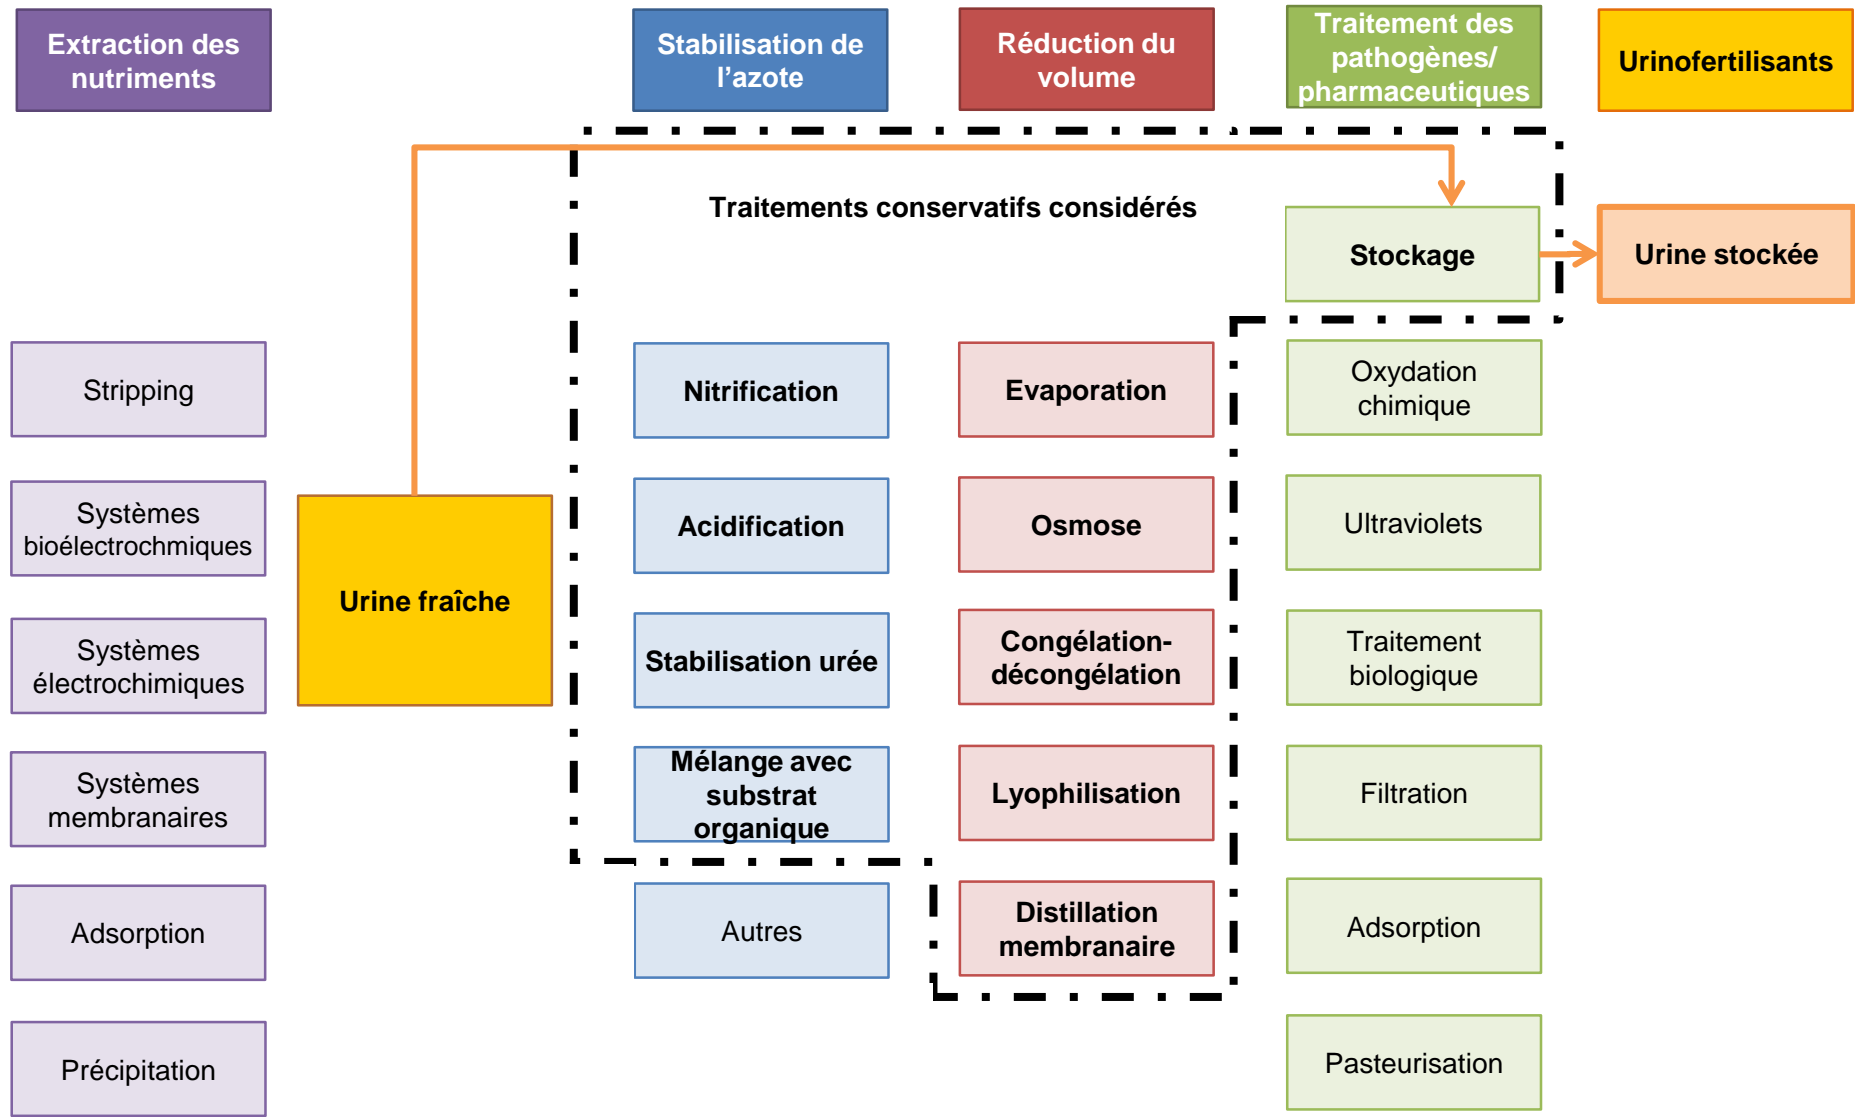 Extraction des
nutriments
Stabilisation de
l'azote
Réduction du
volume
Traitement des
pathogènes/
pharmaceutiques
Urinofertilisants
Traitements conservatifs considérés
Stockage
Urine stockée
Stripping
Systèmes
bioélectrochmiques
Systèmes
électrochimiques
Systèmes
membranaires
Adsorption
Précipitation
Urine fraîche
Nitrification
Acidification
Stabilisation urée
Mélange avec
substrat
organique
Autres
Evaporation
Osmose
Congélation-
décongélation
Lyophilisation
Distillation
membranaire
Oxydation
chimique
Ultraviolets
Traitement
biologique
Filtration
Adsorption
Pasteurisation